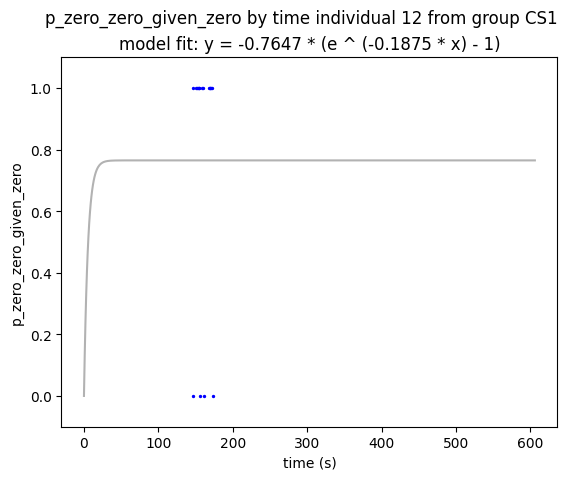 p_zero_zero_given_zero by time individual 12 from group CS1
model fit: y = -0.7647 * (e ^ (-0.1875 * x) - 1)
1.0
0.8
0.6
0.4
0.2
0.0
p_zero_zero_given_zero
0 100 200 300 400 500 600
time (s)